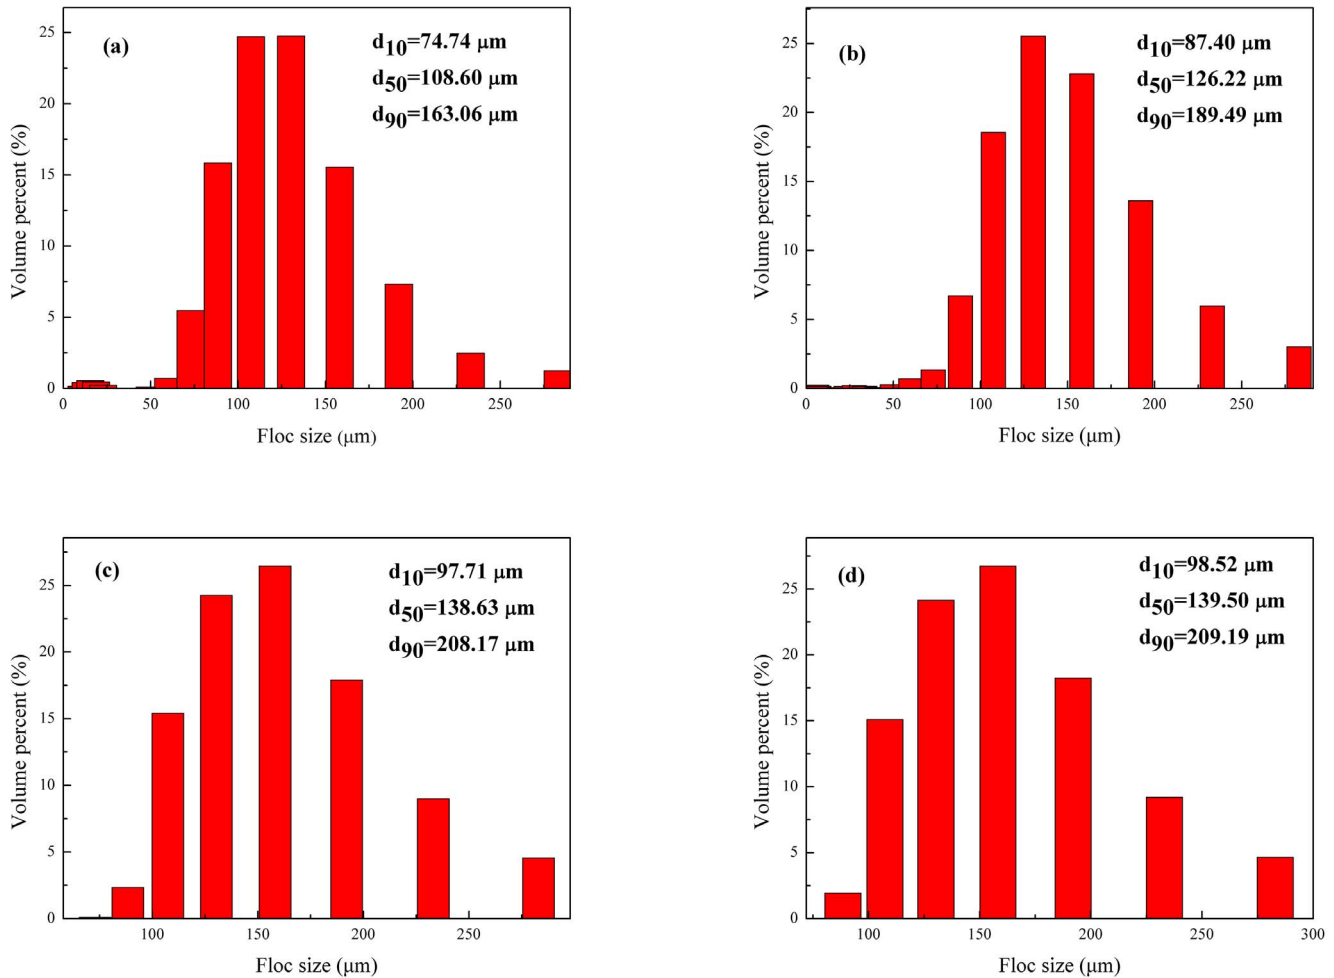 (a)
d10=74.74 μm
d50=108.60 μm
d90=163.06 μm
25
20
15
10
5
0
Volume percent (%)
0 50 100 150 200 250
Floc size (μm)
(b)
d10=87.40 μm
d50=126.22 μm
d90=189.49 μm
25
20
15
10
5
0
Volume percent (%)
0 50 100 150 200 250
Floc size (μm)
(c)
d10=97.71 μm
d50=138.63 μm
d90=208.17 μm
25
20
15
10
5
0
Volume percent (%)
100 150 200 250
Floc size (μm)
(d)
d10=98.52 μm
d50=139.50 μm
d90=209.19 μm
25
20
15
10
5
0
Volume percent (%)
100 150 200 250 300
Floc size (μm)